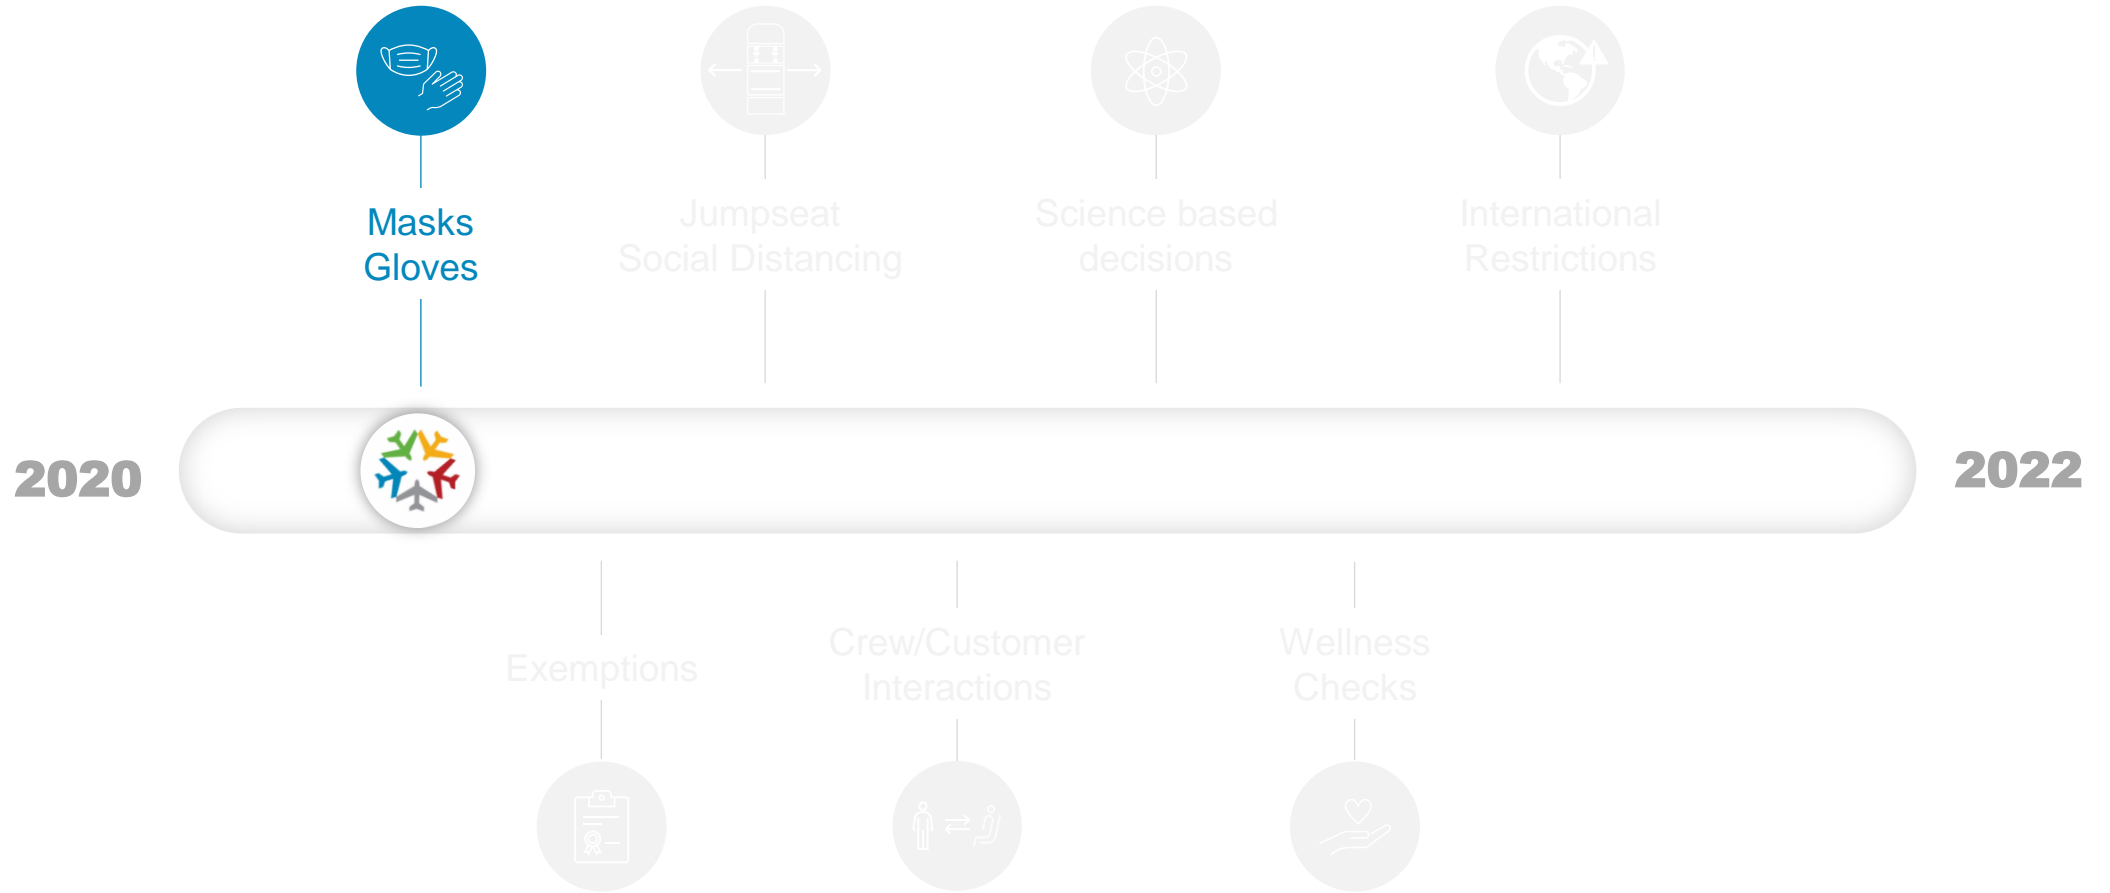 Masks
Gloves
Jumpseat
Social Distancing
Science based
decisions
International
Restrictions
2020
2022
Exemptions
Crew/Customer
Interactions
Wellness
Checks